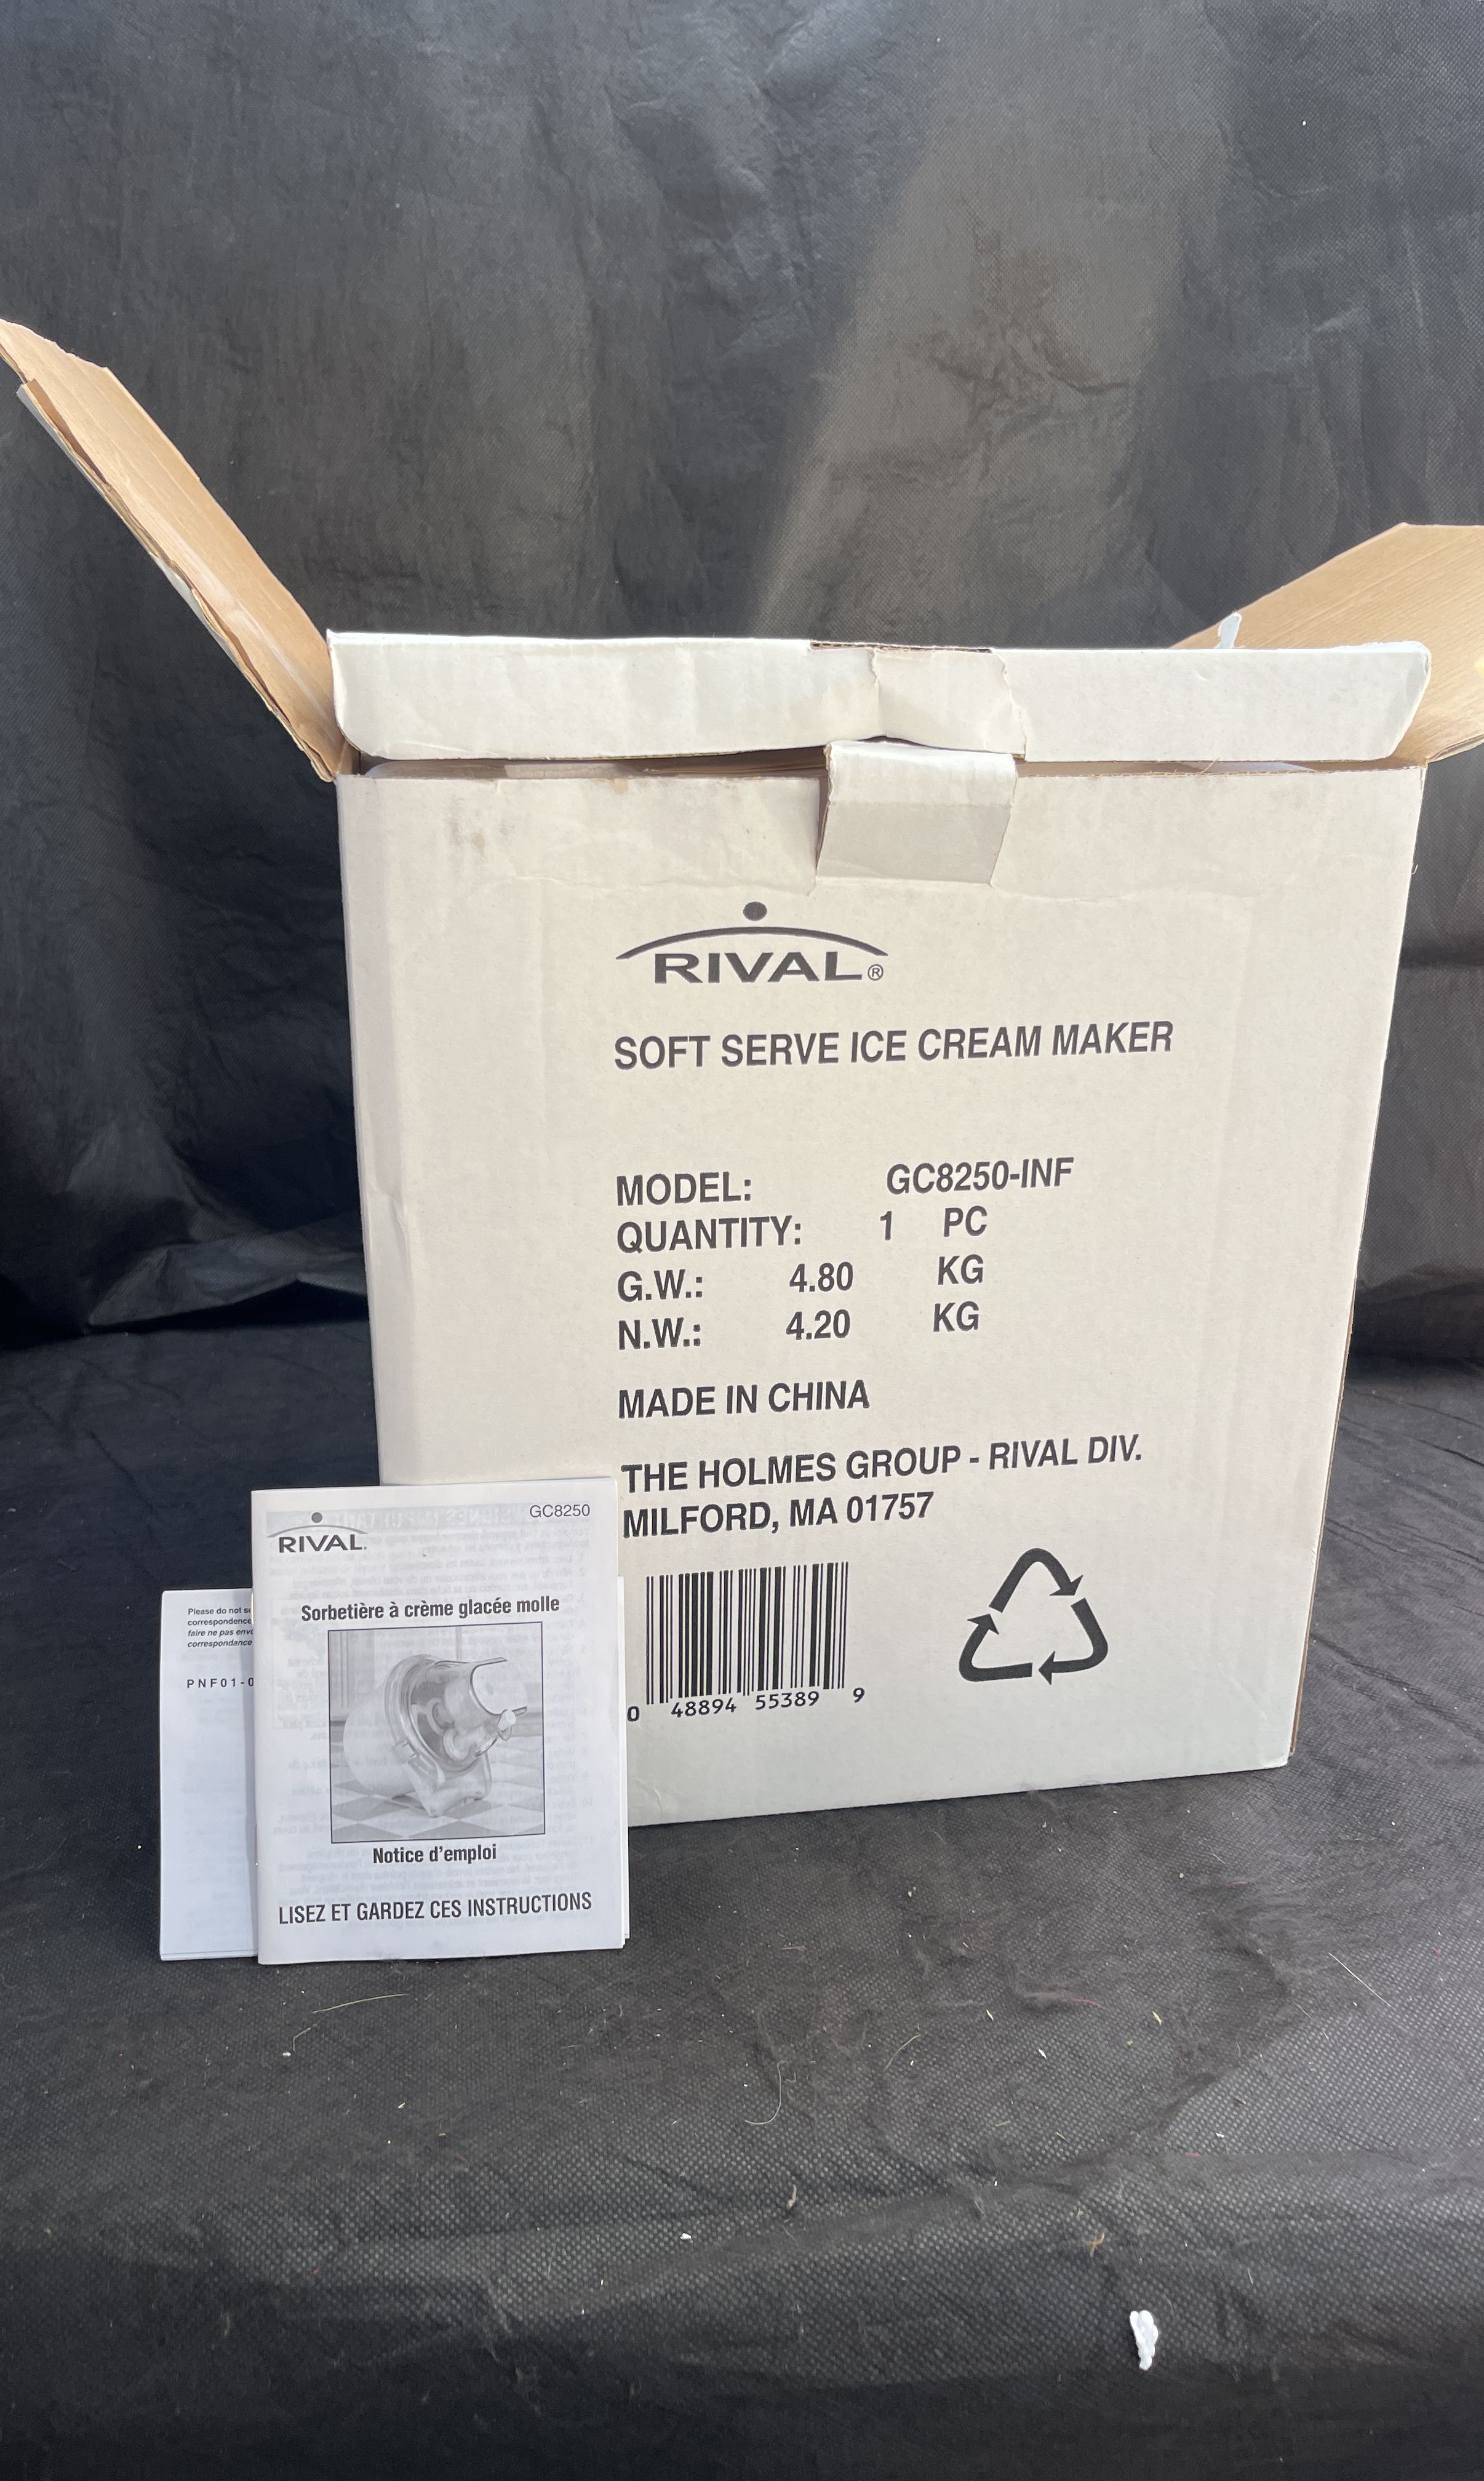 RIVAL®
SOFT SERVE ICE CREAM MAKER
MODEL: GC8250-INF
QUANTITY: 1 PC
G.W.: 4.80 KG
N.W.: 4.20 KG
MADE IN CHINA
THE HOLMES GROUP - RIVAL DIV.
MILFORD, MA 01757
0 48894 55389 9
GC8250
RIVAL
Sorbetière à crème glacée molle
Notice d'emploi
LISEZ ET GARDEZ CES INSTRUCTIONS
Please do not
correspondence
faire ne pas
correspondance
PNF01-